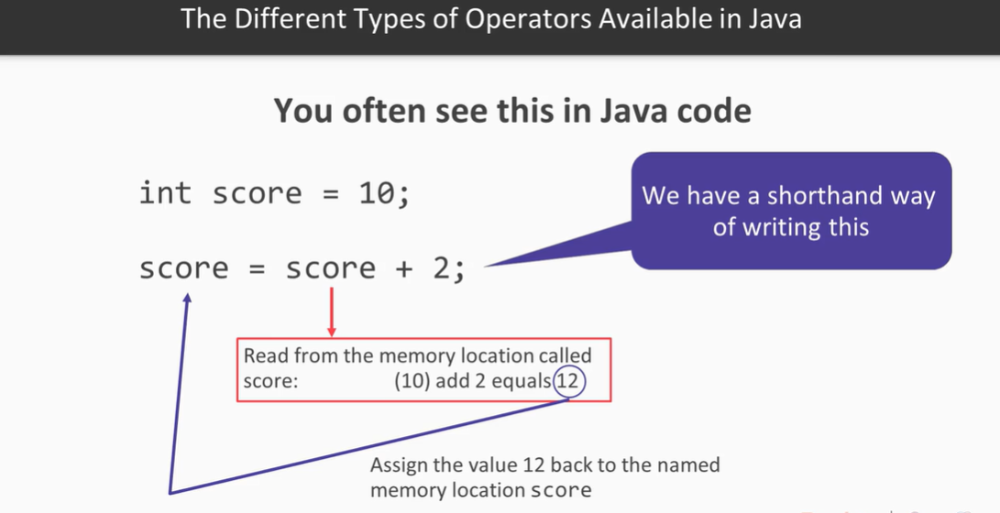 The Different Types of Operators Available in Java
You often see this in Java code
int score = 10;
We have a shorthand way
of writing this
score = score + 2;
Read from the memory location called
score: (10) add 2 equals 12
Assign the value 12 back to the named
memory location score